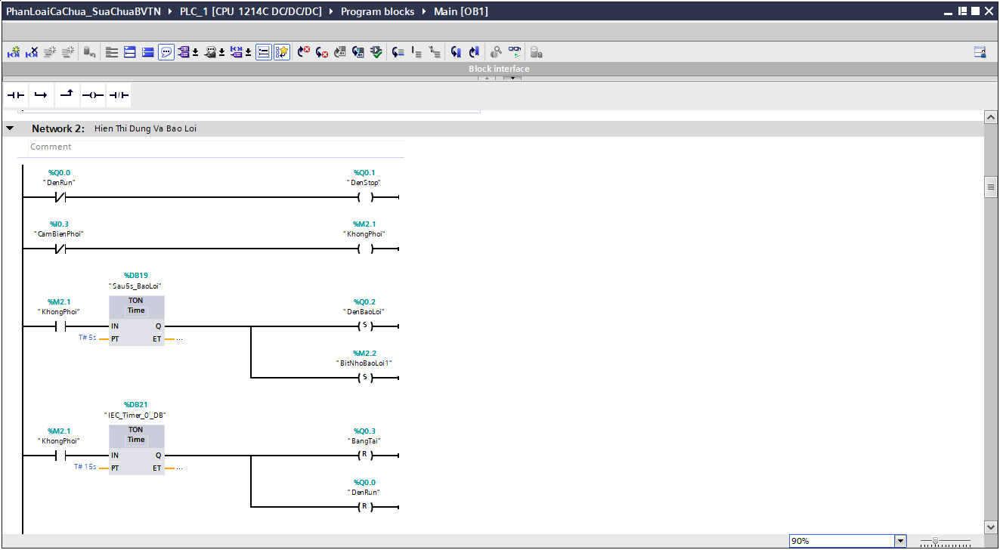 PhanLoaiCaChua_SuaChuaBVTN ▸ PLC_1 [CPU 1214C DC/DC/DC] ▸ Program blocks ▸ Main [OB1]
Block interface
Network 2: Hien Thi Dung Va Bao Loi
Comment
%Q0.0 %Q0.1
"DenRun" "DenStop"
%I0.3 %M2.1
"CamBienPhoi" "KhongPhoi"
%DB19
"Sau5s_BaoLoi"
%M2.1 TON %Q0.2
"KhongPhoi" Time "DenBaoLoi"
IN Q S
T# 5s PT ET ...
%M2.2
"BitNhoBaoLoi1"
S
%DB21
"IEC_Timer_0_DB"
%M2.1 TON %Q0.3
"KhongPhoi" Time "BangTai"
IN Q R
T# 15s PT ET ...
%Q0.0
"DenRun"
R
90%